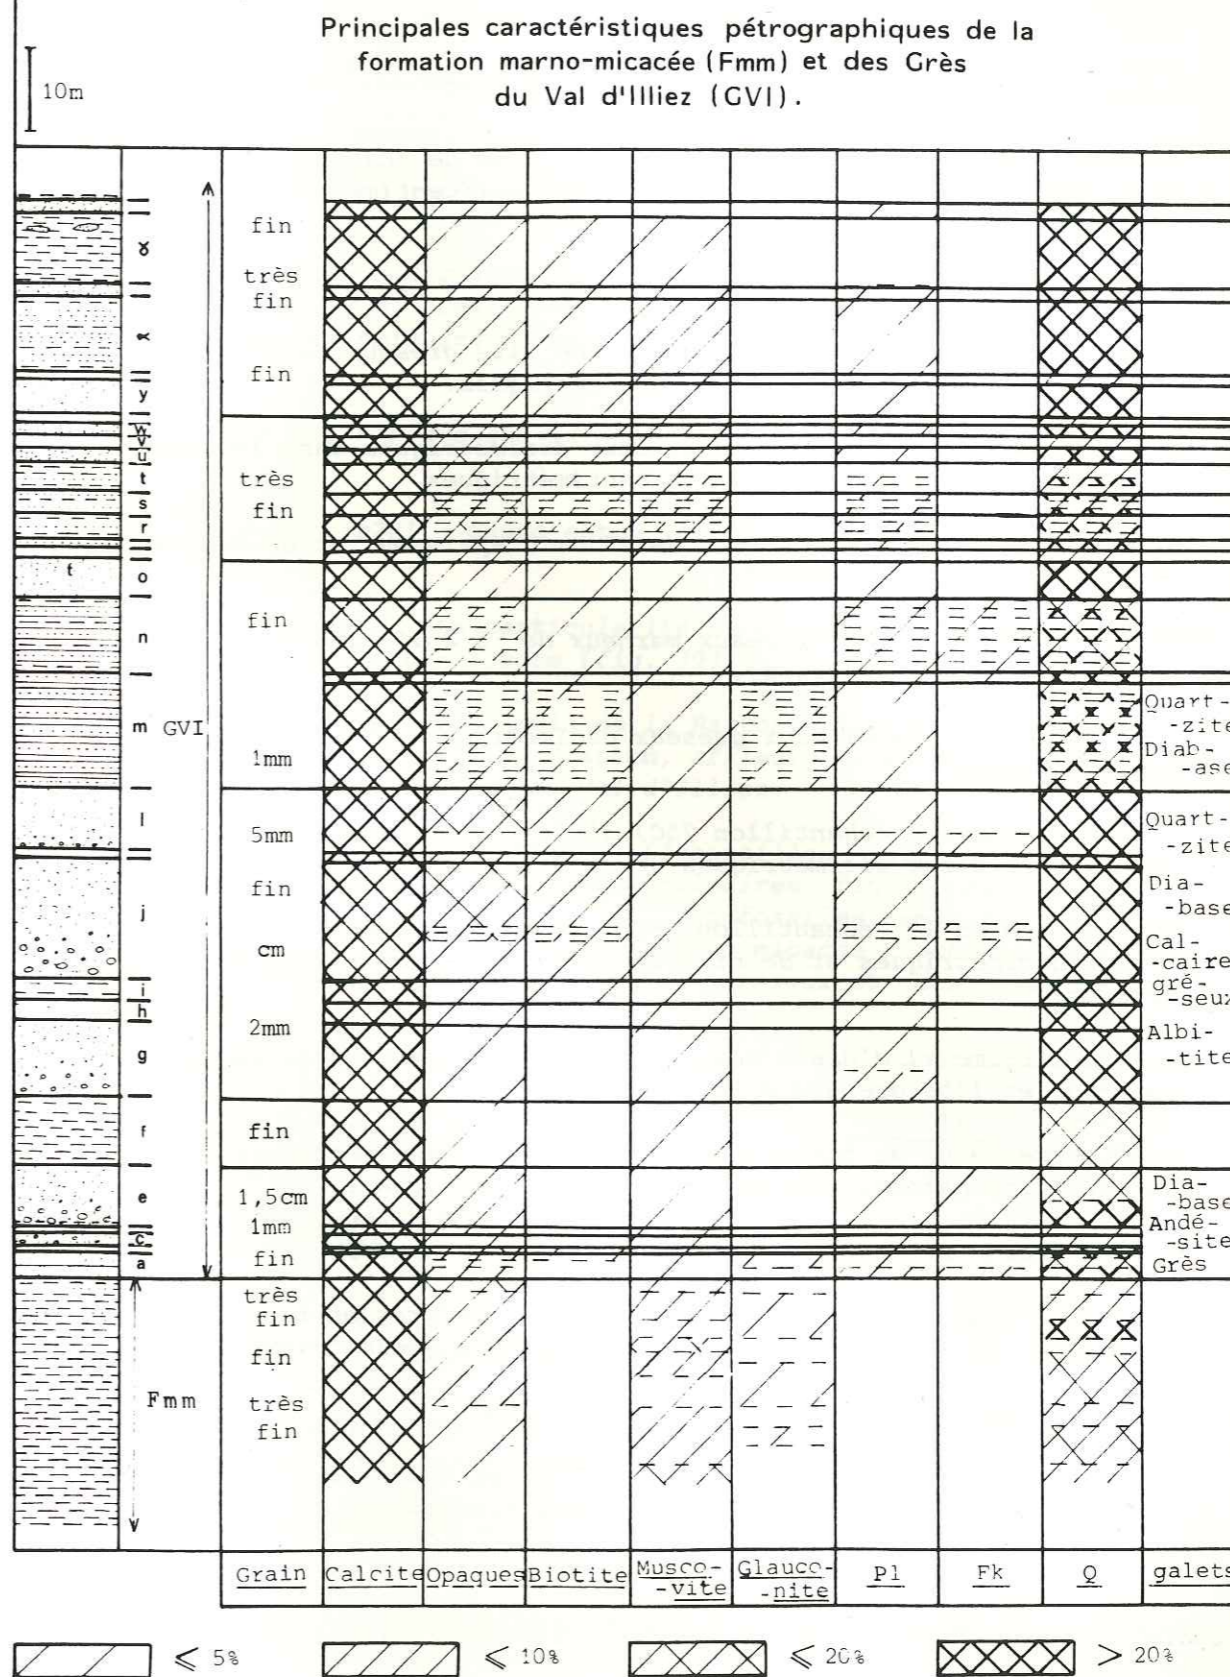 Principales caractéristiques pétrographiques de la
formation marno-micacée (Fmm) et des Grès
du Val d'Illiez (GVI).
10m
fin
ɣ
très
fin
α
fin
y
w
v
u
t
très
s
fin
r
t
o
fin
n
Quart-
-zite
m
GVI
Diab-
-ase
1mm
l
5mm
Quart-
-zite
fin
Dia-
-base
j
cm
Cal-
-caire
gré-
-seux
i
h
2mm
Albi-
-tite
g
f
fin
e
1,5cm
Dia-
-base
1mm
Andé-
-site
c
a
fin
Grès
très
fin
fin
Fmm
très
fin
Grain Calcite Opaques Biotite Musco-
-vite Glauco-
-nite Pl Fk Q galets
⩽ 5% ⩽ 10% ⩽ 20% > 20%